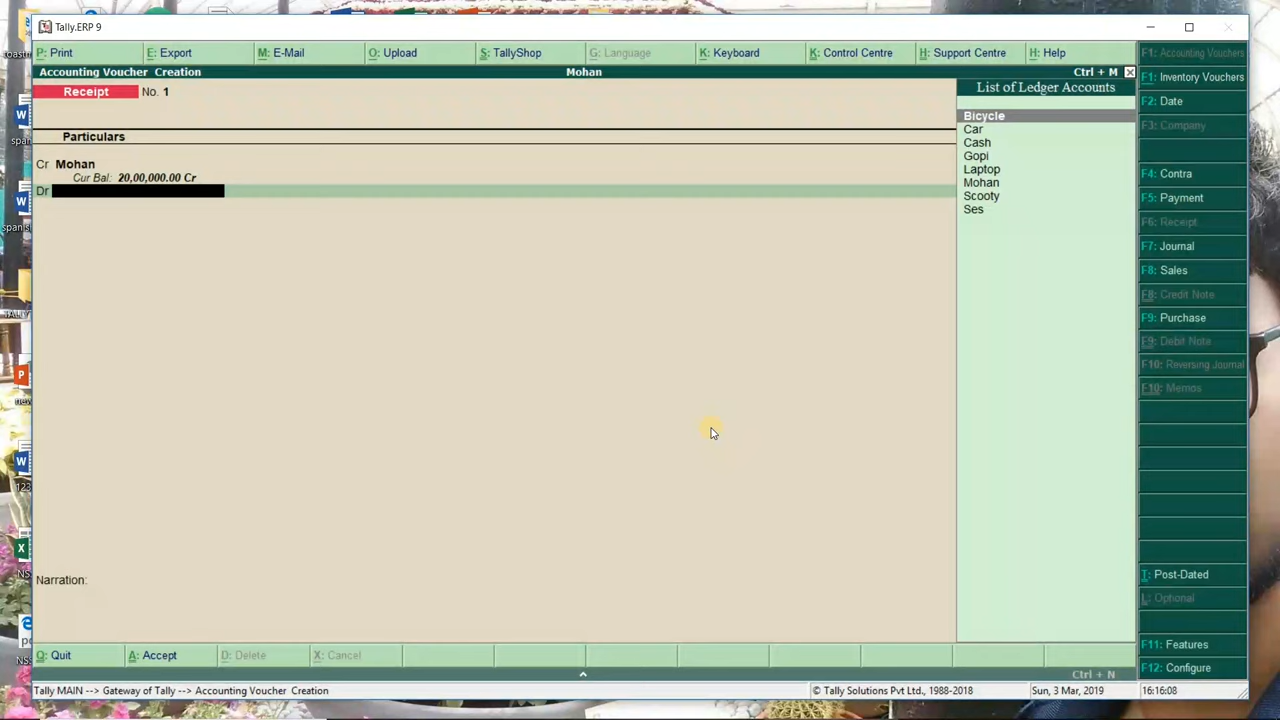 Tally.ERP 9
P: Print E: Export M: E-Mail O: Upload S: TallyShop G: Language K: Keyboard K: Control Centre H: Support Centre H: Help
Accounting Voucher Creation Mohan Ctrl + M
Receipt No. 1
Particulars
Cr Mohan
Cur Bal: 20,00,000.00 Cr
Dr
Narration:
List of Ledger Accounts
Bicycle
Car
Cash
Gopi
Laptop
Mohan
Scooty
Ses
F1: Accounting Vouchers
F1: Inventory Vouchers
F2: Date
F3: Company
F4: Contra
F5: Payment
F6: Receipt
F7: Journal
F8: Sales
F8: Credit Note
F9: Purchase
F9: Debit Note
F10: Reversing Journal
F10: Memos
T: Post-Dated
L: Optional
F11: Features
F12: Configure
Q: Quit A: Accept D: Delete X: Cancel
Ctrl + N
Tally MAIN --> Gateway of Tally --> Accounting Voucher Creation © Tally Solutions Pvt Ltd., 1988-2018 Sun, 3 Mar, 2019 16:16:08